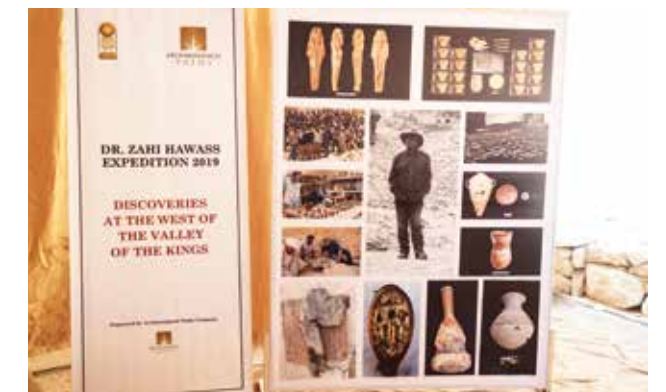 DR. ZAHI HAWASS
EXPEDITION 2019
DISCOVERIES
AT THE WEST OF
THE VALLEY
OF THE KINGS